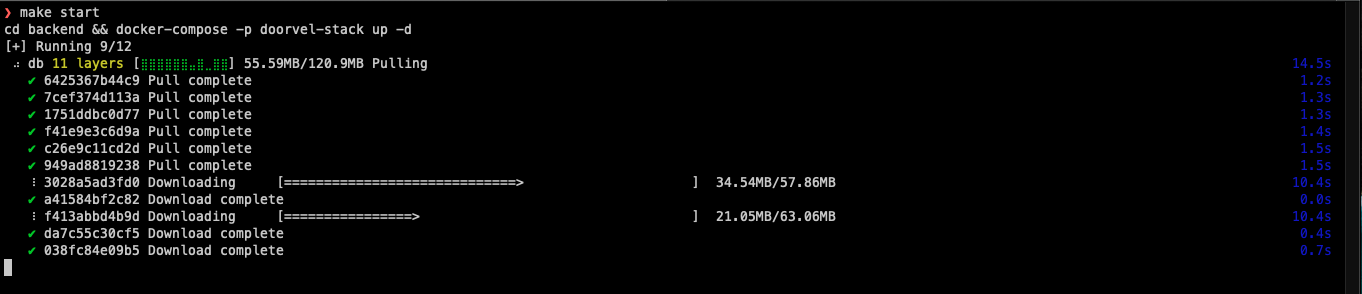 ❯ make start
cd backend && docker-compose -p doorvel-stack up -d
[+] Running 9/12
⠴ db 11 layers [⣿⣿⣿⣿⣿⣿⣤⣿⣀⣿⣿] 55.59MB/120.9MB Pulling 14.5s
✔ 6425367b44c9 Pull complete 1.2s
✔ 7cef374d113a Pull complete 1.3s
✔ 1751ddbc0d77 Pull complete 1.3s
✔ f41e9e3c6d9a Pull complete 1.4s
✔ c26e9c11cd2d Pull complete 1.5s
✔ 949ad8819238 Pull complete 1.5s
⠸ 3028a5ad3fd0 Downloading [=============================> ] 34.54MB/57.86MB 10.4s
✔ a41584bf2c82 Download complete 0.0s
⠸ f413abbd4b9d Downloading [================> ] 21.05MB/63.06MB 10.4s
✔ da7c55c30cf5 Download complete 0.4s
✔ 038fc84e09b5 Download complete 0.7s